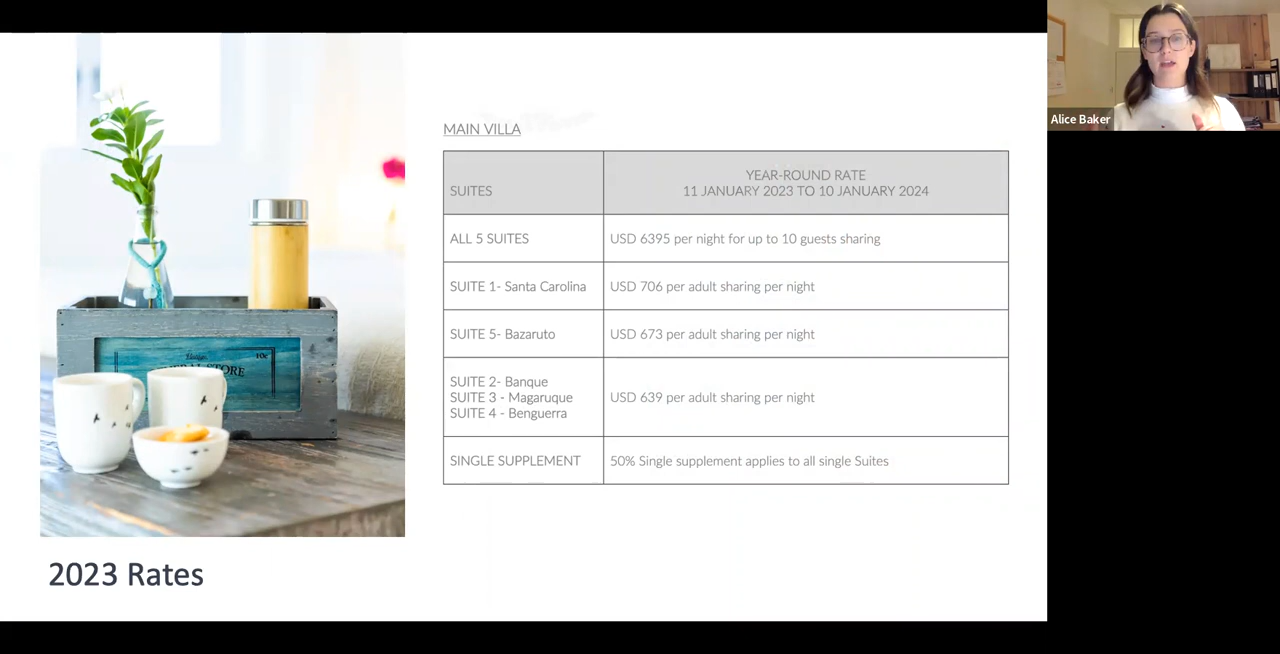 MAIN VILLA
SUITES
YEAR-ROUND RATE
11 JANUARY 2023 TO 10 JANUARY 2024
ALL 5 SUITES
USD 6395 per night for up to 10 guests sharing
SUITE 1- Santa Carolina
USD 706 per adult sharing per night
SUITE 5- Bazaruto
USD 673 per adult sharing per night
SUITE 2- Banque
SUITE 3 - Magaruque
SUITE 4 - Benguerra
USD 639 per adult sharing per night
SINGLE SUPPLEMENT
50% Single supplement applies to all single Suites
10c
STORE
2023 Rates
Alice Baker